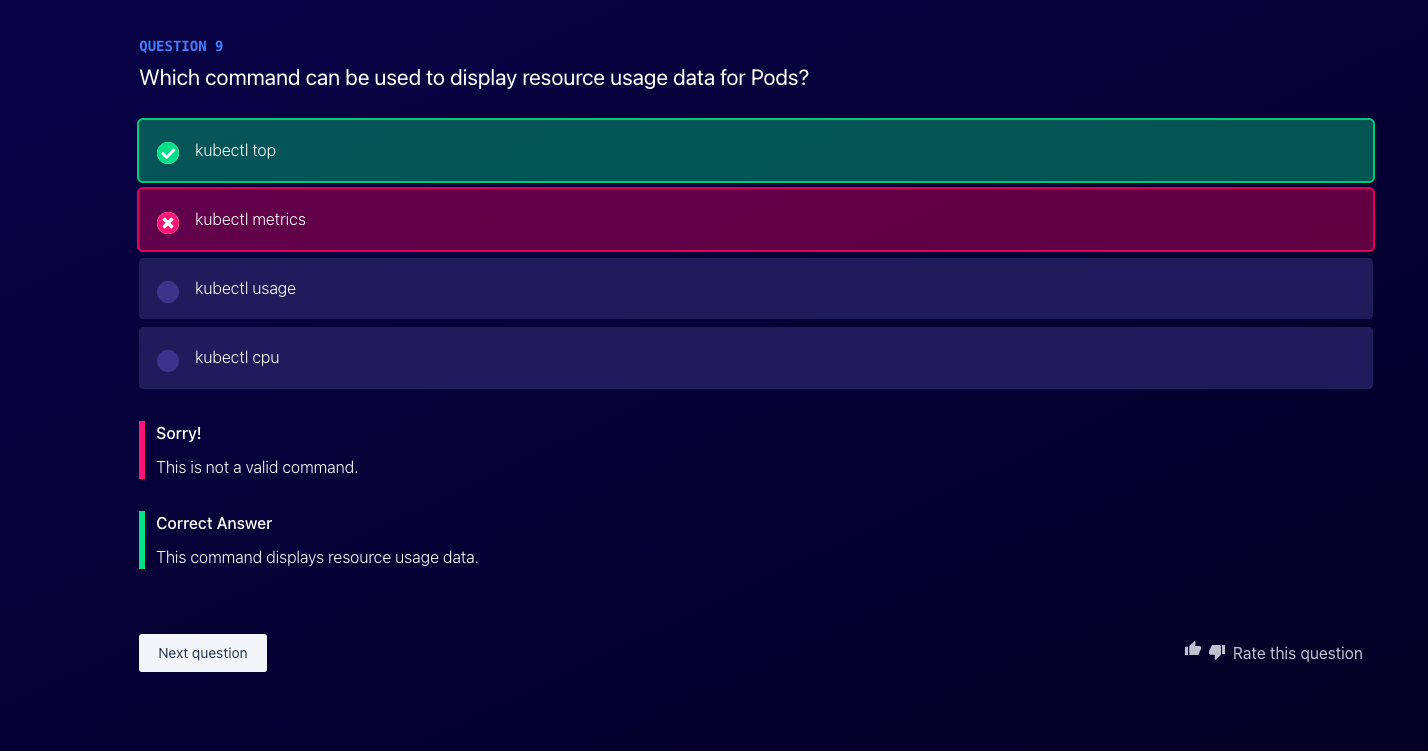 QUESTION 9
Which command can be used to display resource usage data for Pods?
kubectl top
kubectl metrics
kubectl usage
kubectl cpu
Sorry!
This is not a valid command.
Correct Answer
This command displays resource usage data.
Next question
Rate this question